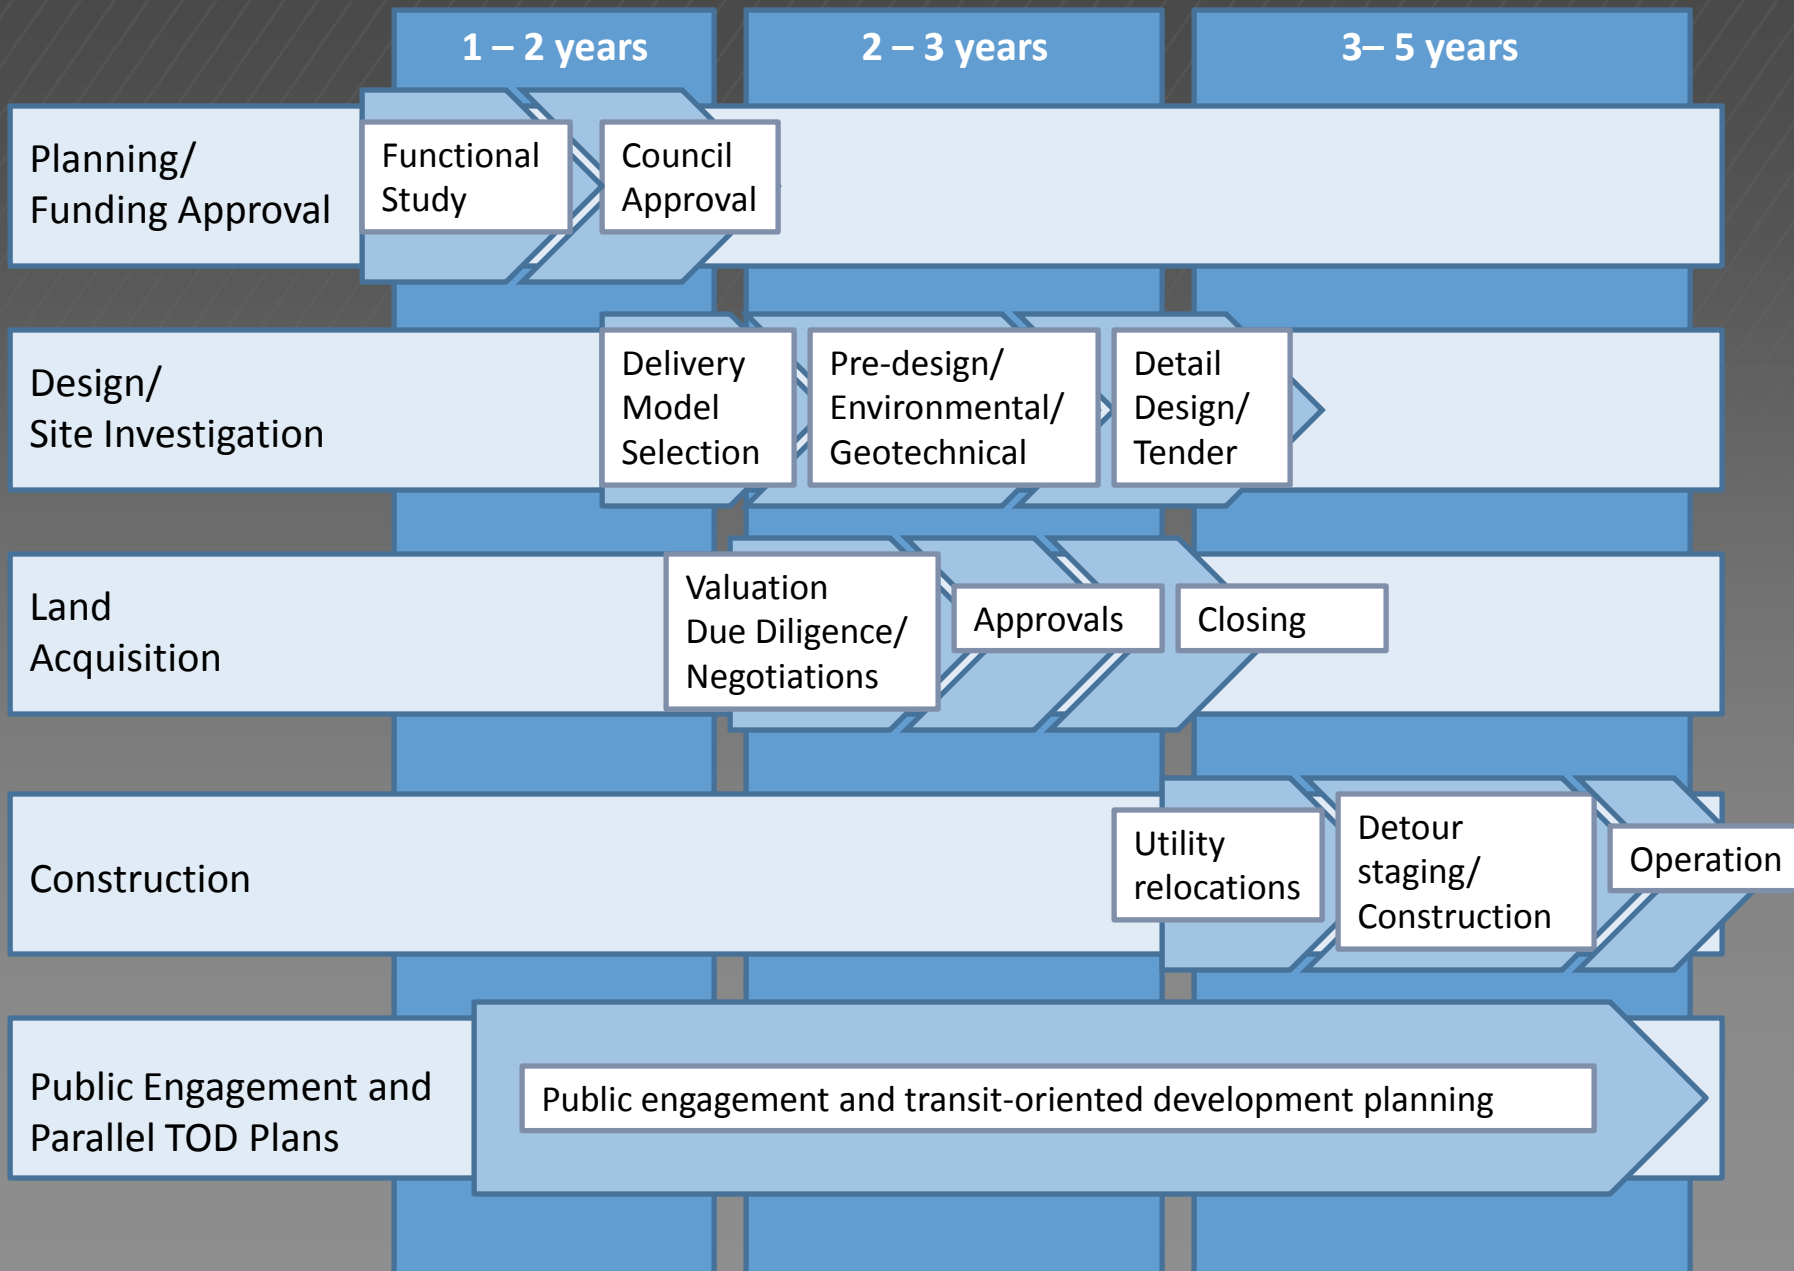 1 – 2 years
2 – 3 years
3– 5 years
Planning/
Funding Approval
Functional
Study
Council
Approval
Design/
Site Investigation
Delivery
Model
Selection
Pre-design/
Environmental/
Geotechnical
Detail
Design/
Tender
Land
Acquisition
Valuation
Due Diligence/
Negotiations
Approvals
Closing
Construction
Utility
relocations
Detour
staging/
Construction
Operation
Public Engagement and
Parallel TOD Plans
Public engagement and transit-oriented development planning